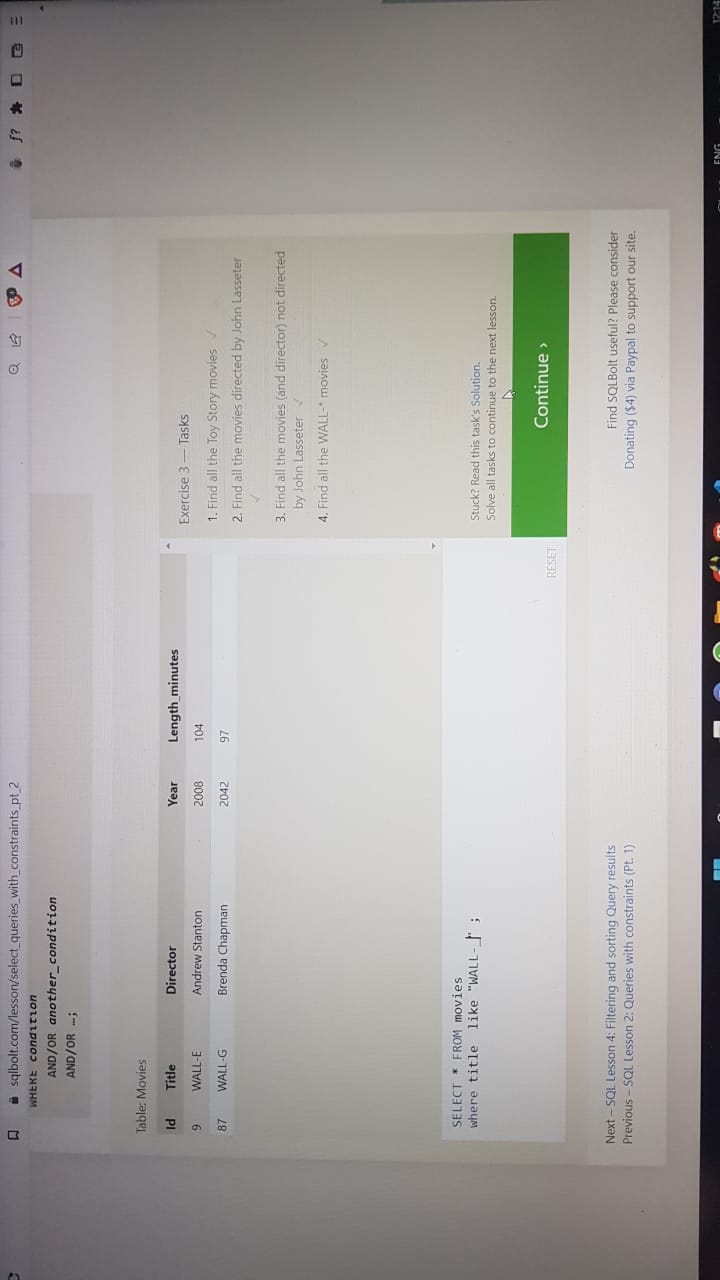 sqlbolt.com/lesson/select_queries_with_constraints_pt_2
WHERE condition
AND/OR another_condition
AND/OR …;
Table: Movies
Id Title Director Year Length_minutes
9 WALL-E Andrew Stanton 2008 104
87 WALL-G Brenda Chapman 2042 97
Exercise 3 — Tasks
1. Find all the Toy Story movies ✓
2. Find all the movies directed by John Lasseter
✓
3. Find all the movies (and director) not directed
by John Lasseter ✓
4. Find all the WALL-* movies ✓
SELECT * FROM movies
where title like "WALL-_" ;
RESET
Stuck? Read this task's Solution.
Solve all tasks to continue to the next lesson.
Continue ›
Next – SQL Lesson 4: Filtering and sorting Query results
Previous – SQL Lesson 2: Queries with constraints (Pt. 1)
Find SQLBolt useful? Please consider
Donating ($4) via Paypal to support our site.
f?
ENG